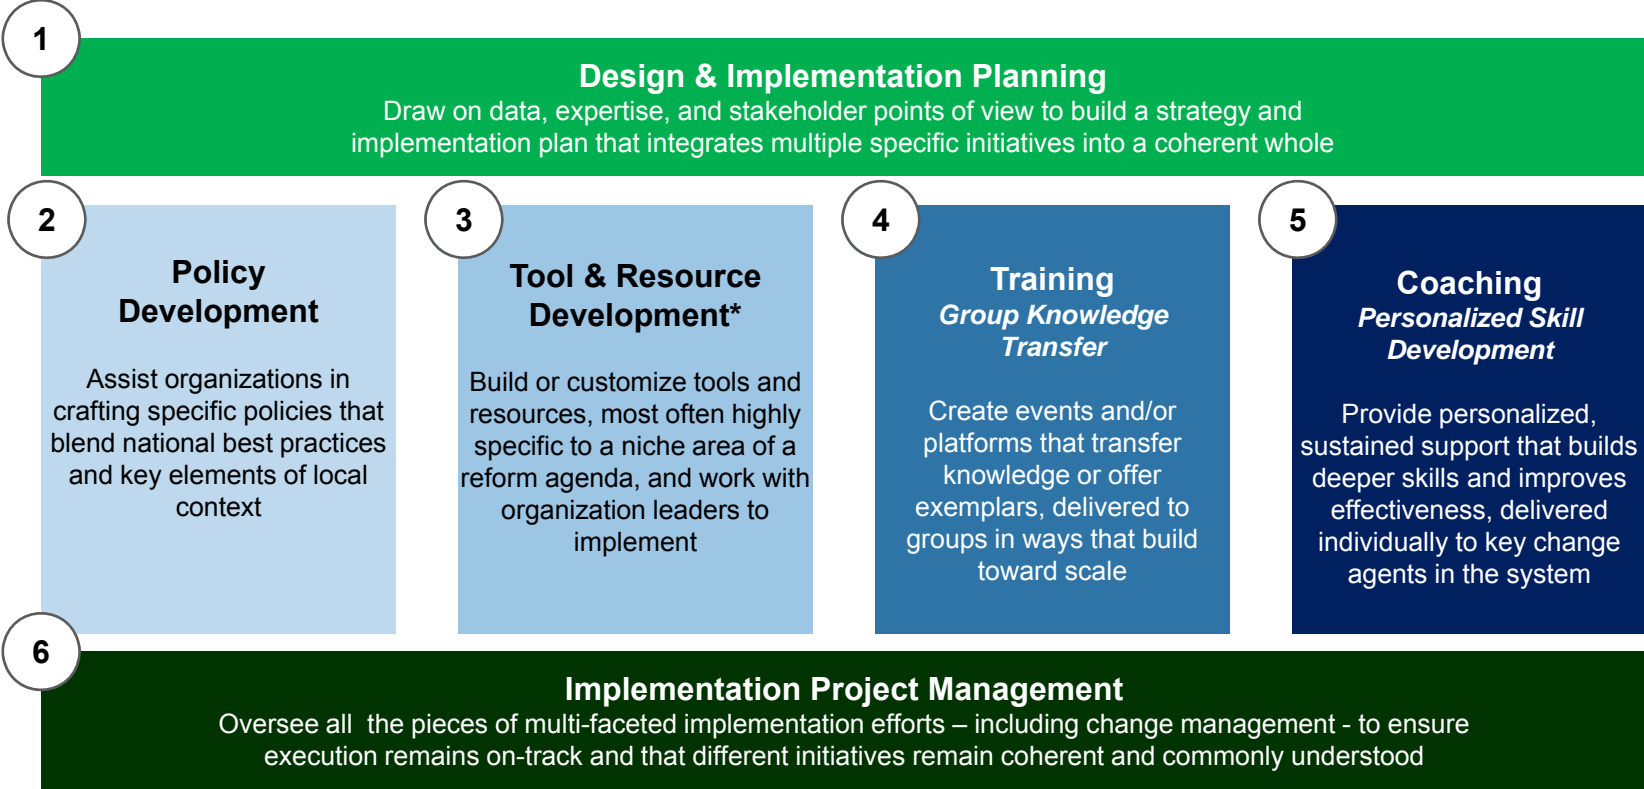 1
Design & Implementation Planning
Draw on data, expertise, and stakeholder points of view to build a strategy and
implementation plan that integrates multiple specific initiatives into a coherent whole
2
Policy
Development
Assist organizations in
crafting specific policies that
blend national best practices
and key elements of local
context
3
Tool & Resource
Development*
Build or customize tools and
resources, most often highly
specific to a niche area of a
reform agenda, and work with
organization leaders to
implement
4
Training
Group Knowledge
Transfer
Create events and/or
platforms that transfer
knowledge or offer
exemplars, delivered to
groups in ways that build
toward scale
5
Coaching
Personalized Skill
Development
Provide personalized,
sustained support that builds
deeper skills and improves
effectiveness, delivered
individually to key change
agents in the system
6
Implementation Project Management
Oversee all  the pieces of multi-faceted implementation efforts – including change management - to ensure
execution remains on-track and that different initiatives remain coherent and commonly understood